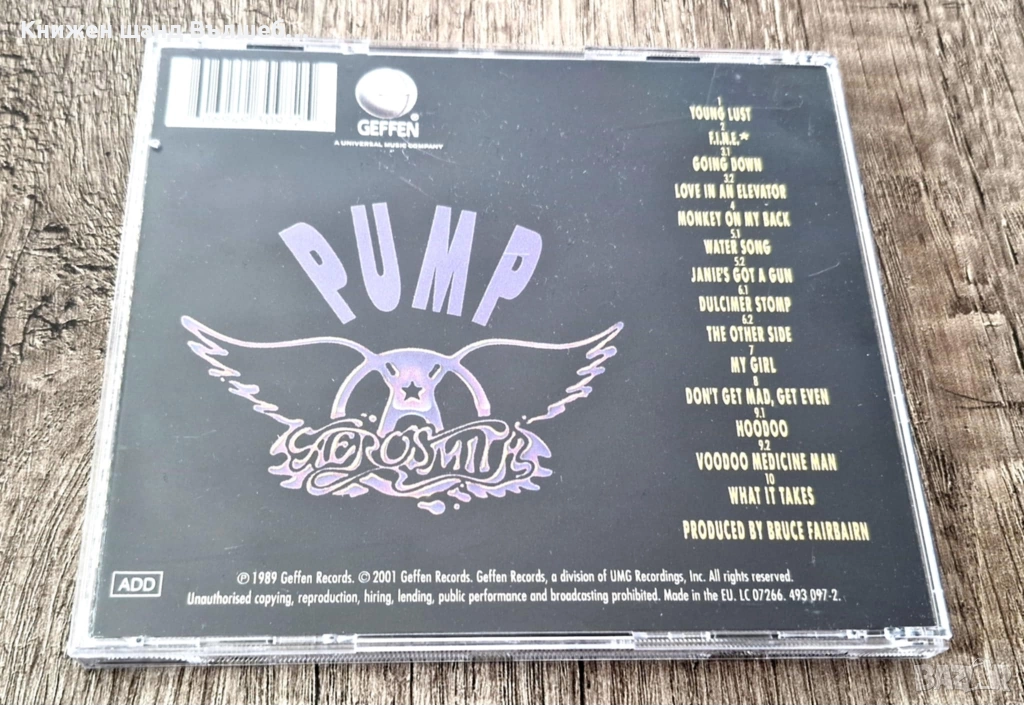 Книжен шанд Вълшеб
GEFFEN®
A UNIVERSAL MUSIC COMPANY
PUMP
AEROSMITH
1
YOUNG LUST
2
F.I.N.E.*
3.1
GOING DOWN
3.2
LOVE IN AN ELEVATOR
4
MONKEY ON MY BACK
5.1
WATER SONG
5.2
JANIE'S GOT A GUN
6.1
DULCIMER STOMP
6.2
THE OTHER SIDE
7
MY GIRL
8
DON'T GET MAD, GET EVEN
9.1
HOODOO
9.2
VOODOO MEDICINE MAN
10
WHAT IT TAKES
PRODUCED BY BRUCE FAIRBAIRN
ADD
℗ 1989 Geffen Records. © 2001 Geffen Records. Geffen Records, a division of UMG Recordings, Inc. All rights reserved.
Unauthorised copying, reproduction, hiring, lending, public performance and broadcasting prohibited. Made in the EU. LC 07266. 493 097-2.